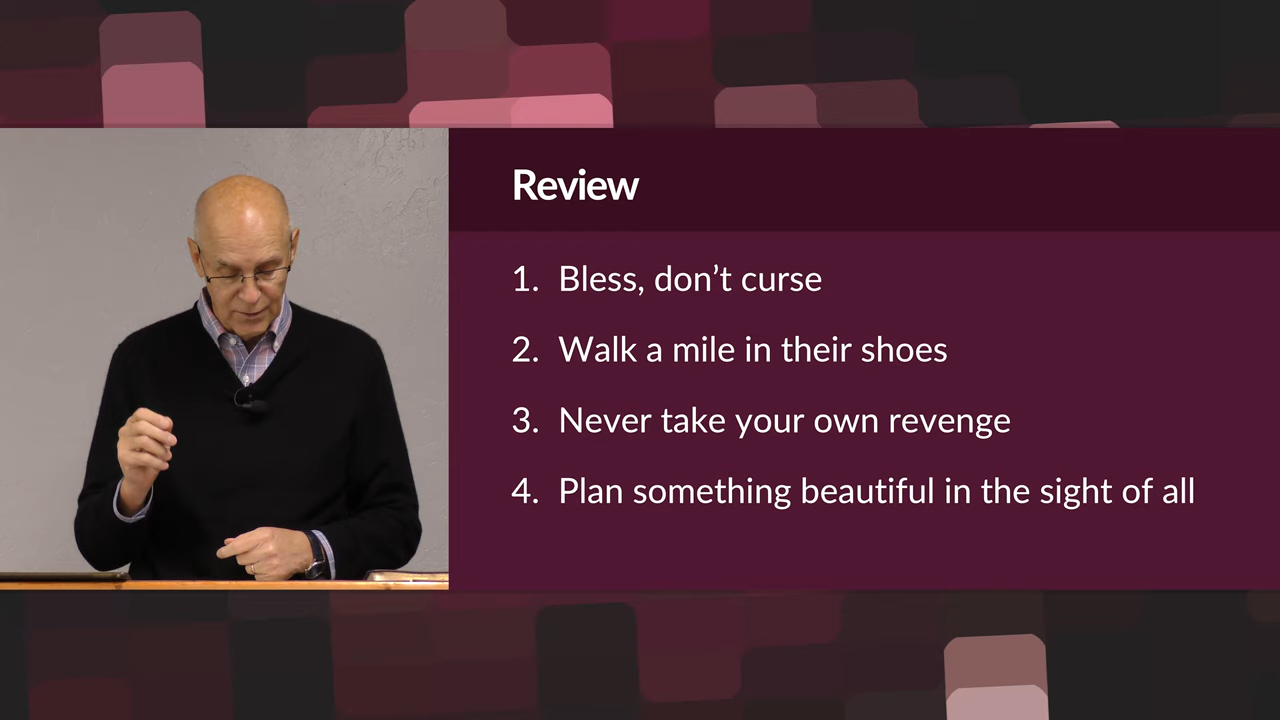 Review
1. Bless, don’t curse
2. Walk a mile in their shoes
3. Never take your own revenge
4. Plan something beautiful in the sight of all